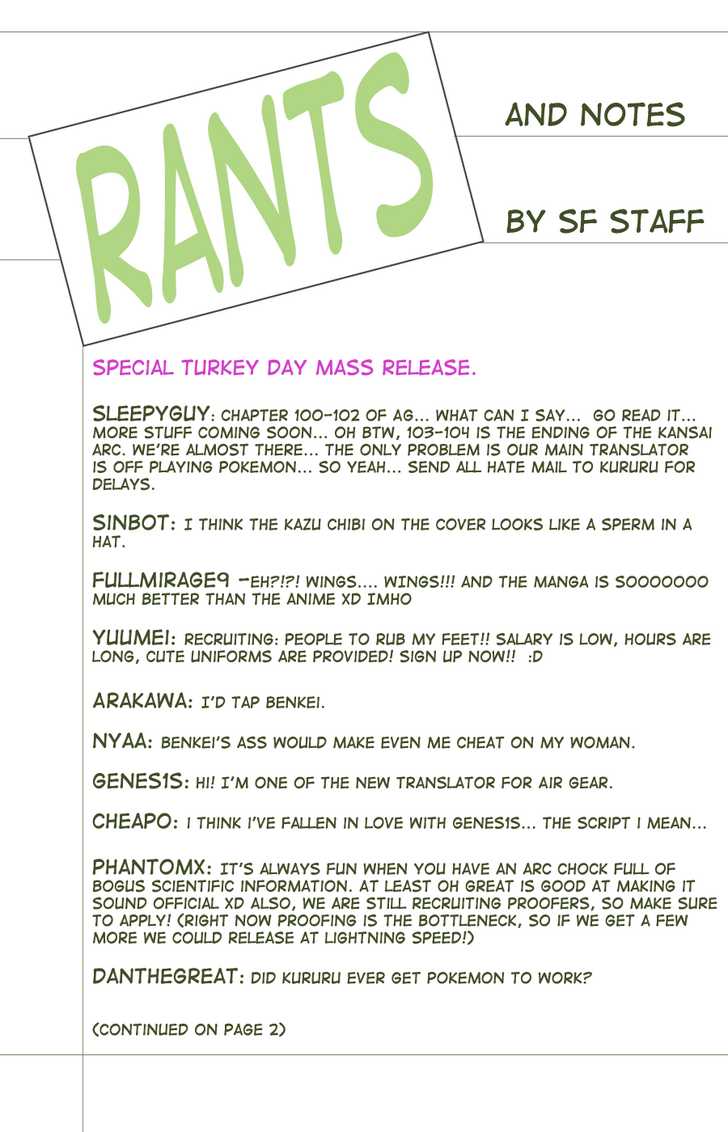 RANTS
AND NOTES
BY SF STAFF
SPECIAL TURKEY DAY MASS RELEASE.
SLEEPYGUY: CHAPTER 100-102 OF AG... WHAT CAN I SAY... GO READ IT...
MORE STUFF COMING SOON... OH BTW, 103-104 IS THE ENDING OF THE KANSAI
ARC. WE'RE ALMOST THERE... THE ONLY PROBLEM IS OUR MAIN TRANSLATOR
IS OFF PLAYING POKEMON... SO YEAH... SEND ALL HATE MAIL TO KURURU FOR
DELAYS.
SINBOT: I THINK THE KAZU CHIBI ON THE COVER LOOKS LIKE A SPERM IN A
HAT.
FULLMIRAGE9 -EH?!?! WINGS.... WINGS!!! AND THE MANGA IS SOOOOOOO
MUCH BETTER THAN THE ANIME XD IMHO
YUUMEI: RECRUITING: PEOPLE TO RUB MY FEET!! SALARY IS LOW, HOURS ARE
LONG, CUTE UNIFORMS ARE PROVIDED! SIGN UP NOW!! :D
ARAKAWA: I'D TAP BENKEI.
NYAA: BENKEI'S ASS WOULD MAKE EVEN ME CHEAT ON MY WOMAN.
GENES1S: HI! I'M ONE OF THE NEW TRANSLATOR FOR AIR GEAR.
CHEAPO: I THINK I'VE FALLEN IN LOVE WITH GENES1S... THE SCRIPT I MEAN...
PHANTOMX: IT'S ALWAYS FUN WHEN YOU HAVE AN ARC CHOCK FULL OF
BOGUS SCIENTIFIC INFORMATION. AT LEAST OH GREAT IS GOOD AT MAKING IT
SOUND OFFICIAL XD ALSO, WE ARE STILL RECRUITING PROOFERS, SO MAKE SURE
TO APPLY! (RIGHT NOW PROOFING IS THE BOTTLENECK, SO IF WE GET A FEW
MORE WE COULD RELEASE AT LIGHTNING SPEED!)
DANTHEGREAT: DID KURURU EVER GET POKEMON TO WORK?
(CONTINUED ON PAGE 2)